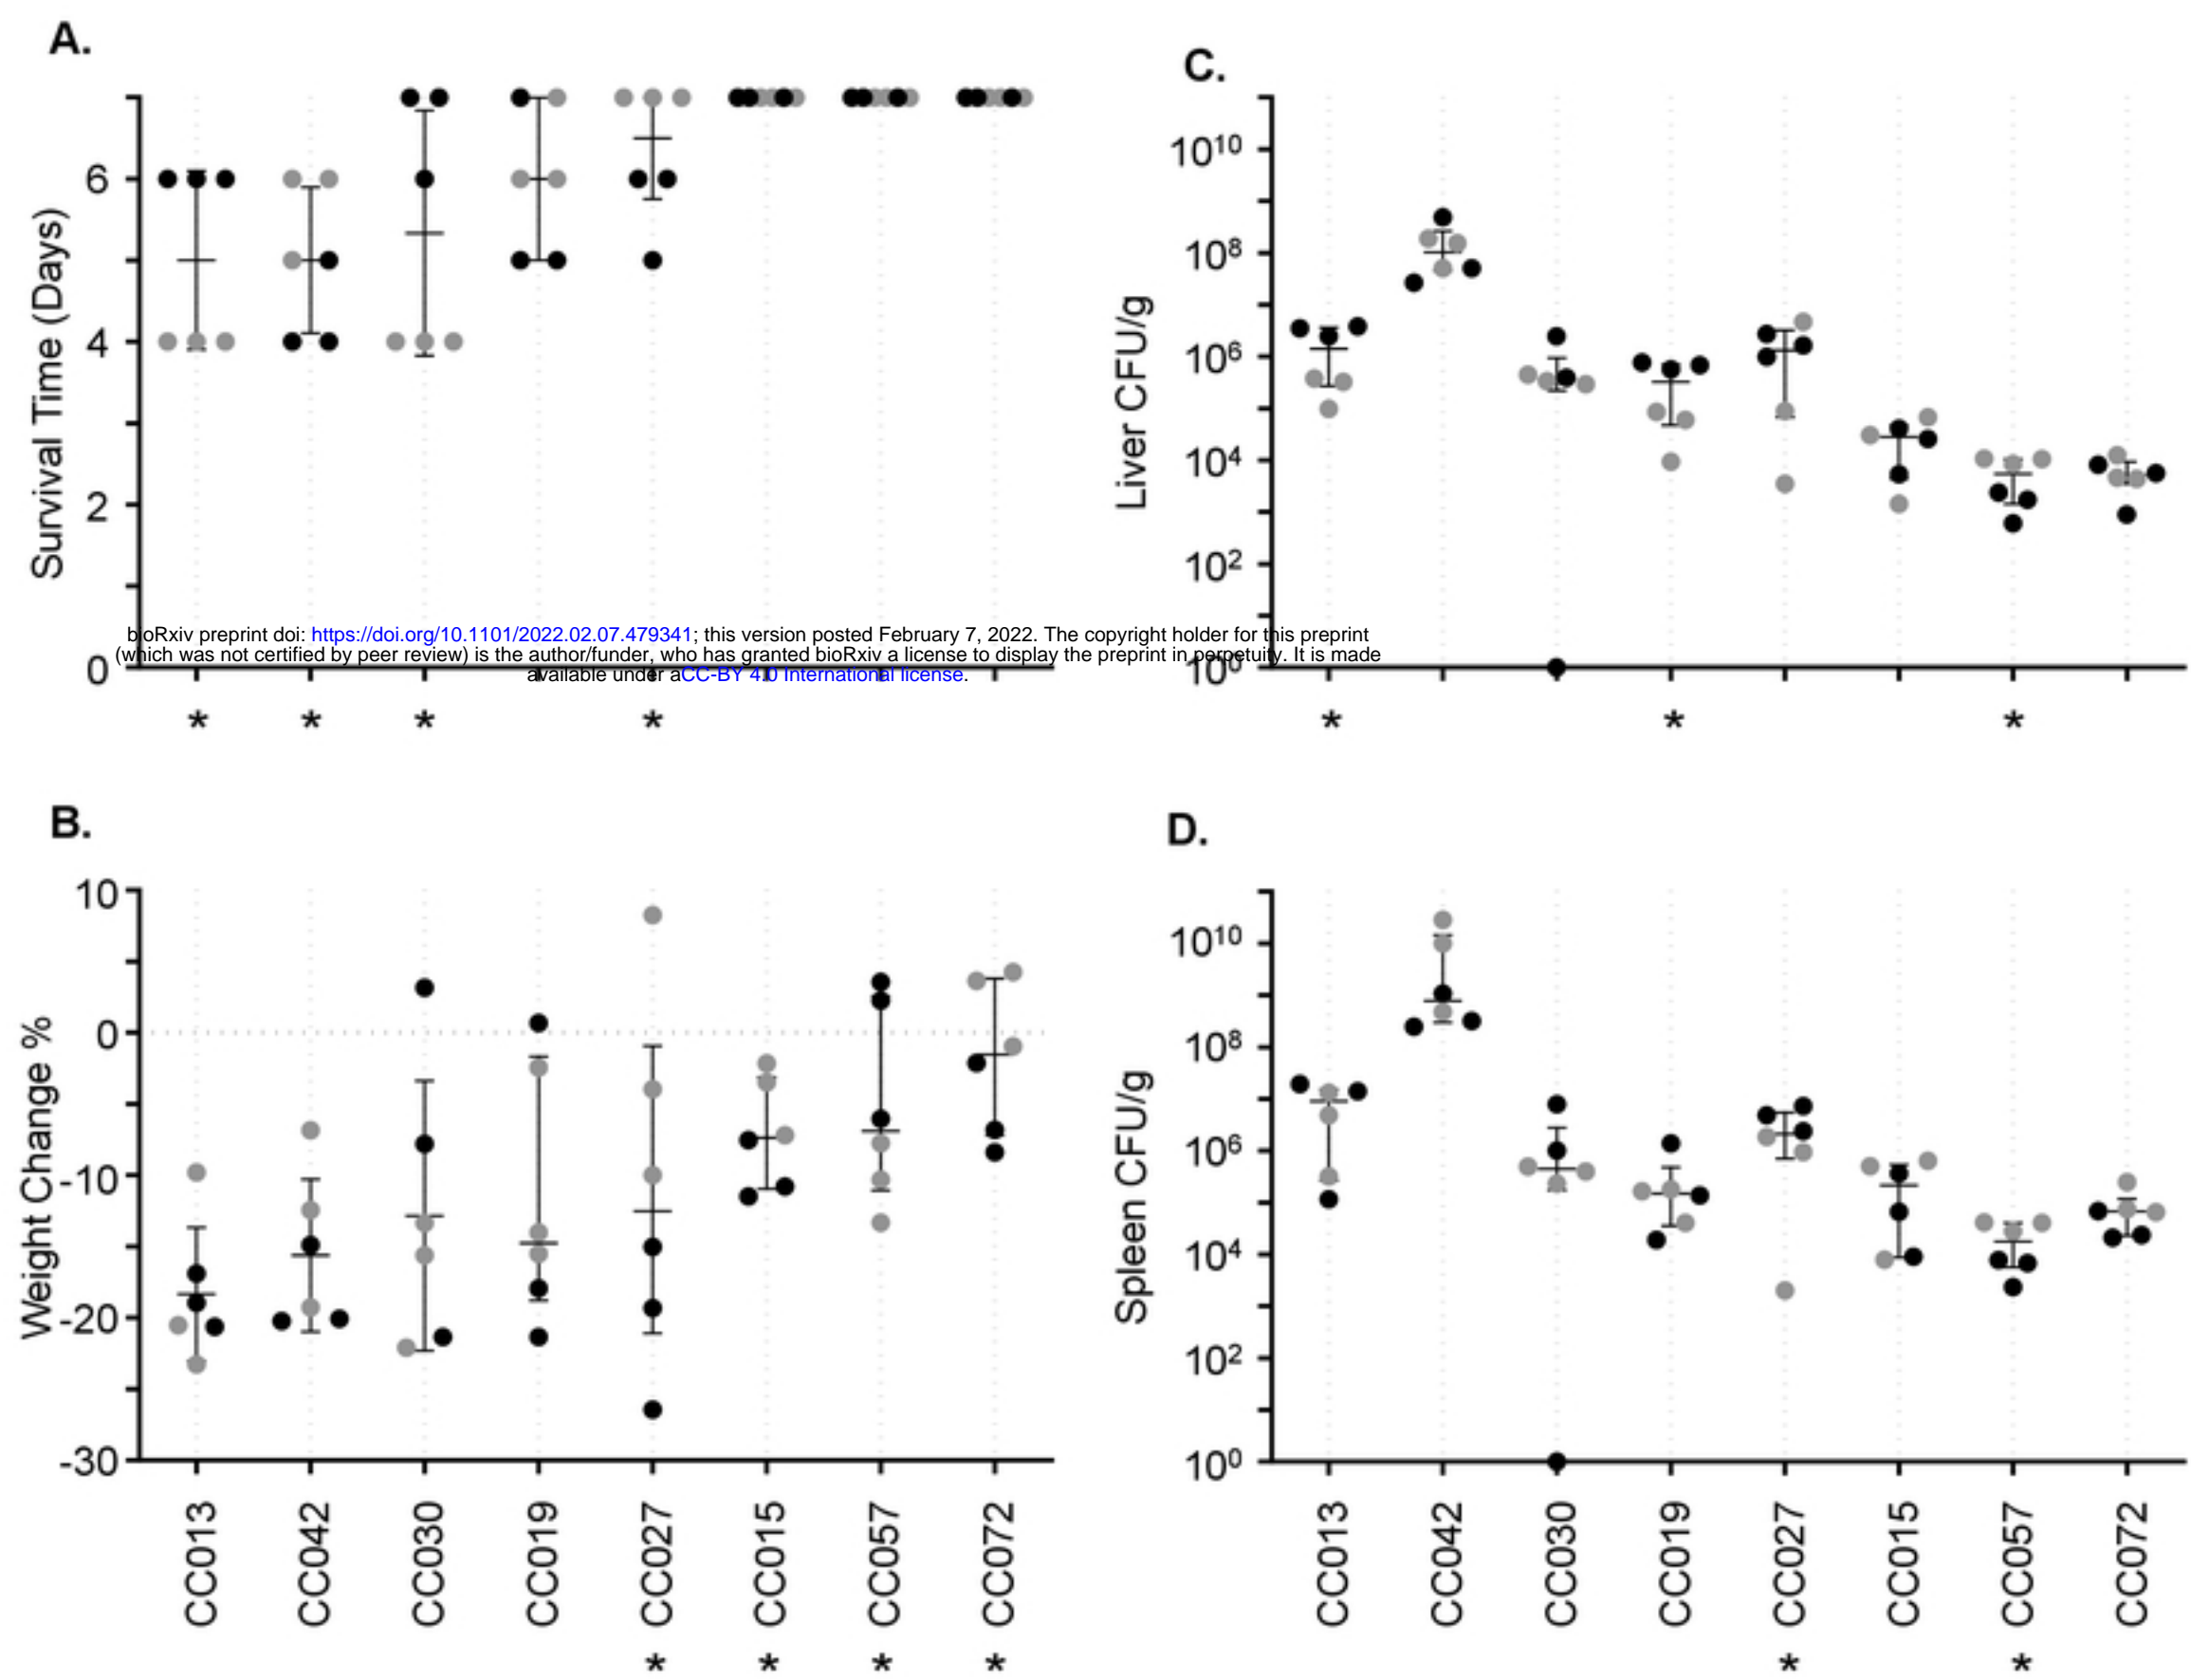 A.
C.
Survival Time (Days)
6
4
2
0
Liver CFU/g
10¹⁰
10⁸
10⁶
10⁴
10²
10⁰
bioRxiv preprint doi: https://doi.org/10.1101/2022.02.07.479341; this version posted February 7, 2022. The copyright holder for this preprint
(which was not certified by peer review) is the author/funder, who has granted bioRxiv a license to display the preprint in perpetuity. It is made
available under aCC-BY 4.0 International license.
* * * *
* * *
B.
D.
Weight Change %
10
0
-10
-20
-30
Spleen CFU/g
10¹⁰
10⁸
10⁶
10⁴
10²
10⁰
CC013
CC042
CC030
CC019
CC027
CC015
CC057
CC072
* * * *
CC013
CC042
CC030
CC019
CC027
CC015
CC057
CC072
* *